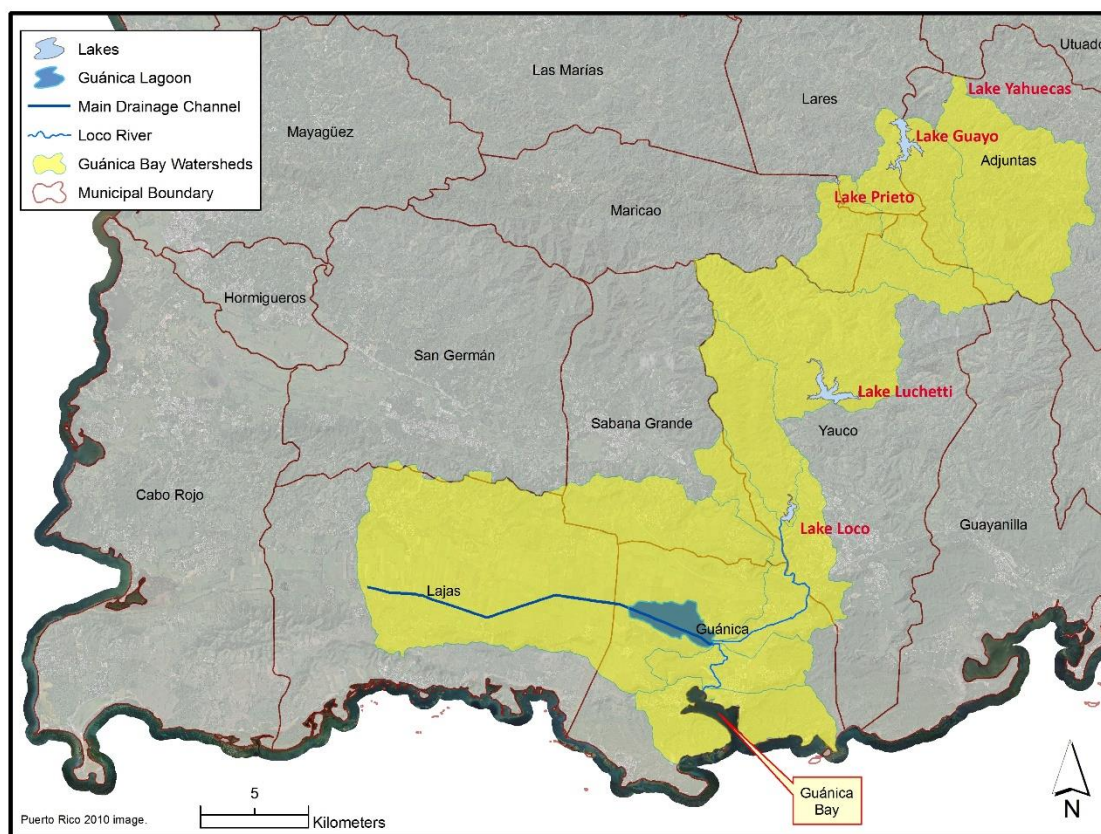 Lakes
Guánica Lagoon
Main Drainage Channel
Loco River
Guánica Bay Watersheds
Municipal Boundary
Utuado
Las Marías
Lares
Lake Yahuecas
Mayagüez
Lake Guayo
Adjuntas
Lake Prieto
Maricao
Hormigueros
San Germán
Lake Luchetti
Sabana Grande
Yauco
Cabo Rojo
Lake Loco
Guayanilla
Lajas
Guánica
Guánica
Bay
N
5
Kilometers
Puerto Rico 2010 image.